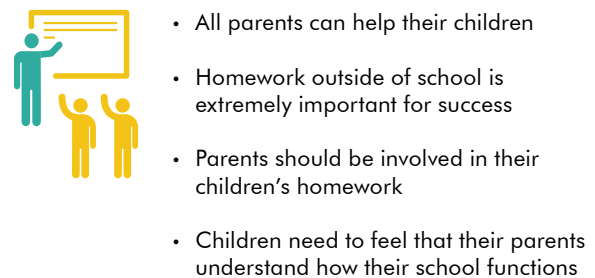 • All parents can help their children
• Homework outside of school is
extremely important for success
• Parents should be involved in their
children’s homework
• Children need to feel that their parents
understand how their school functions